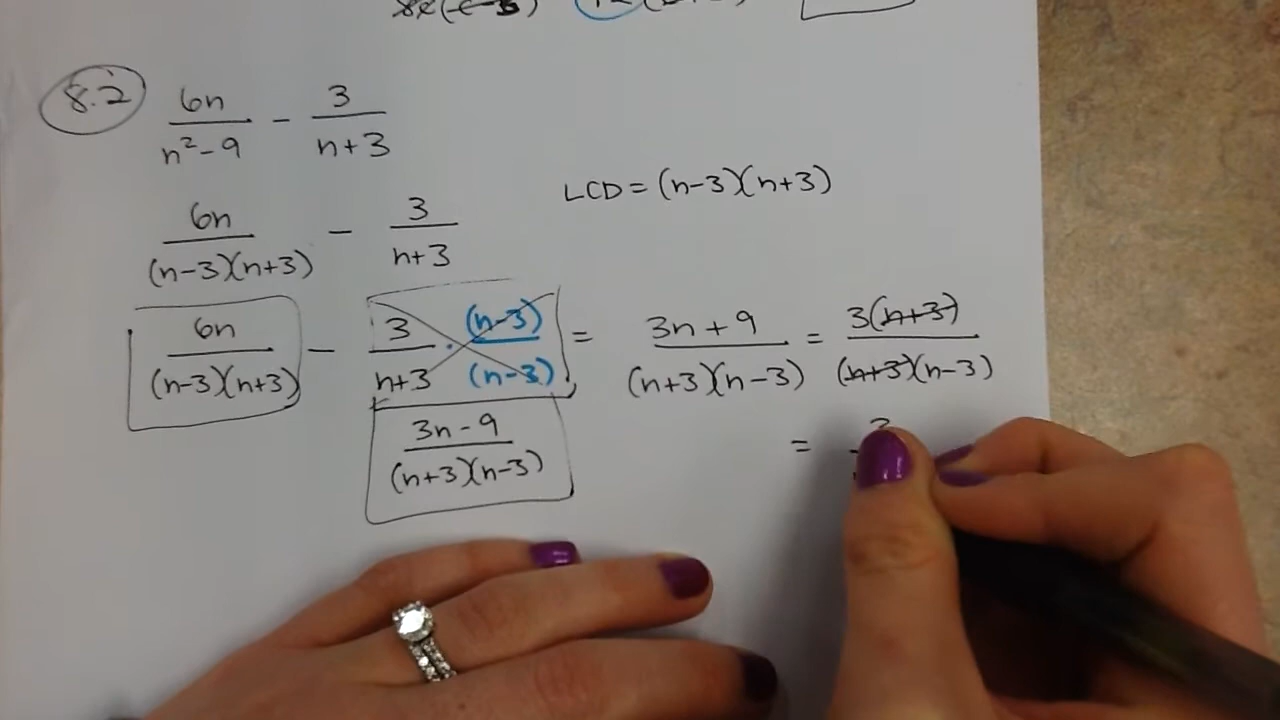 8.2 6n/(n²-9) - 3/(n+3)
LCD = (n-3)(n+3)
6n/((n-3)(n+3)) - 3/(n+3)
6n/((n-3)(n+3)) - 3/(n+3) · (n-3)/(n-3) = (3n+9)/((n+3)(n-3)) = 3(n+3)/((n+3)(n-3))
(3n-9)/((n+3)(n-3))
=